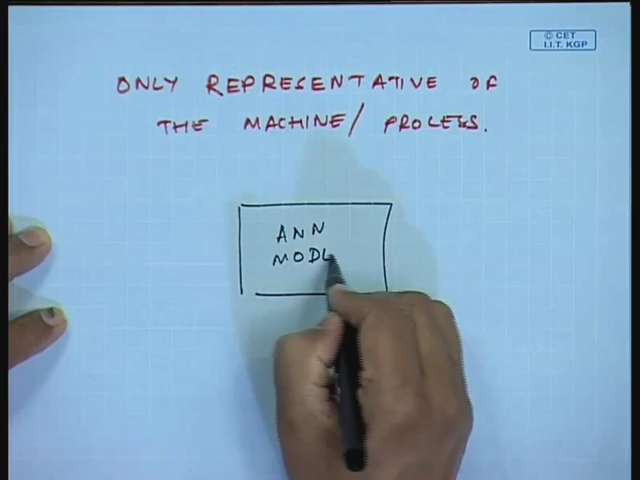 © CET
I.I.T. KGP
ONLY REPRESENTATIVE OF
THE MACHINE/ PROCESS.
ANN